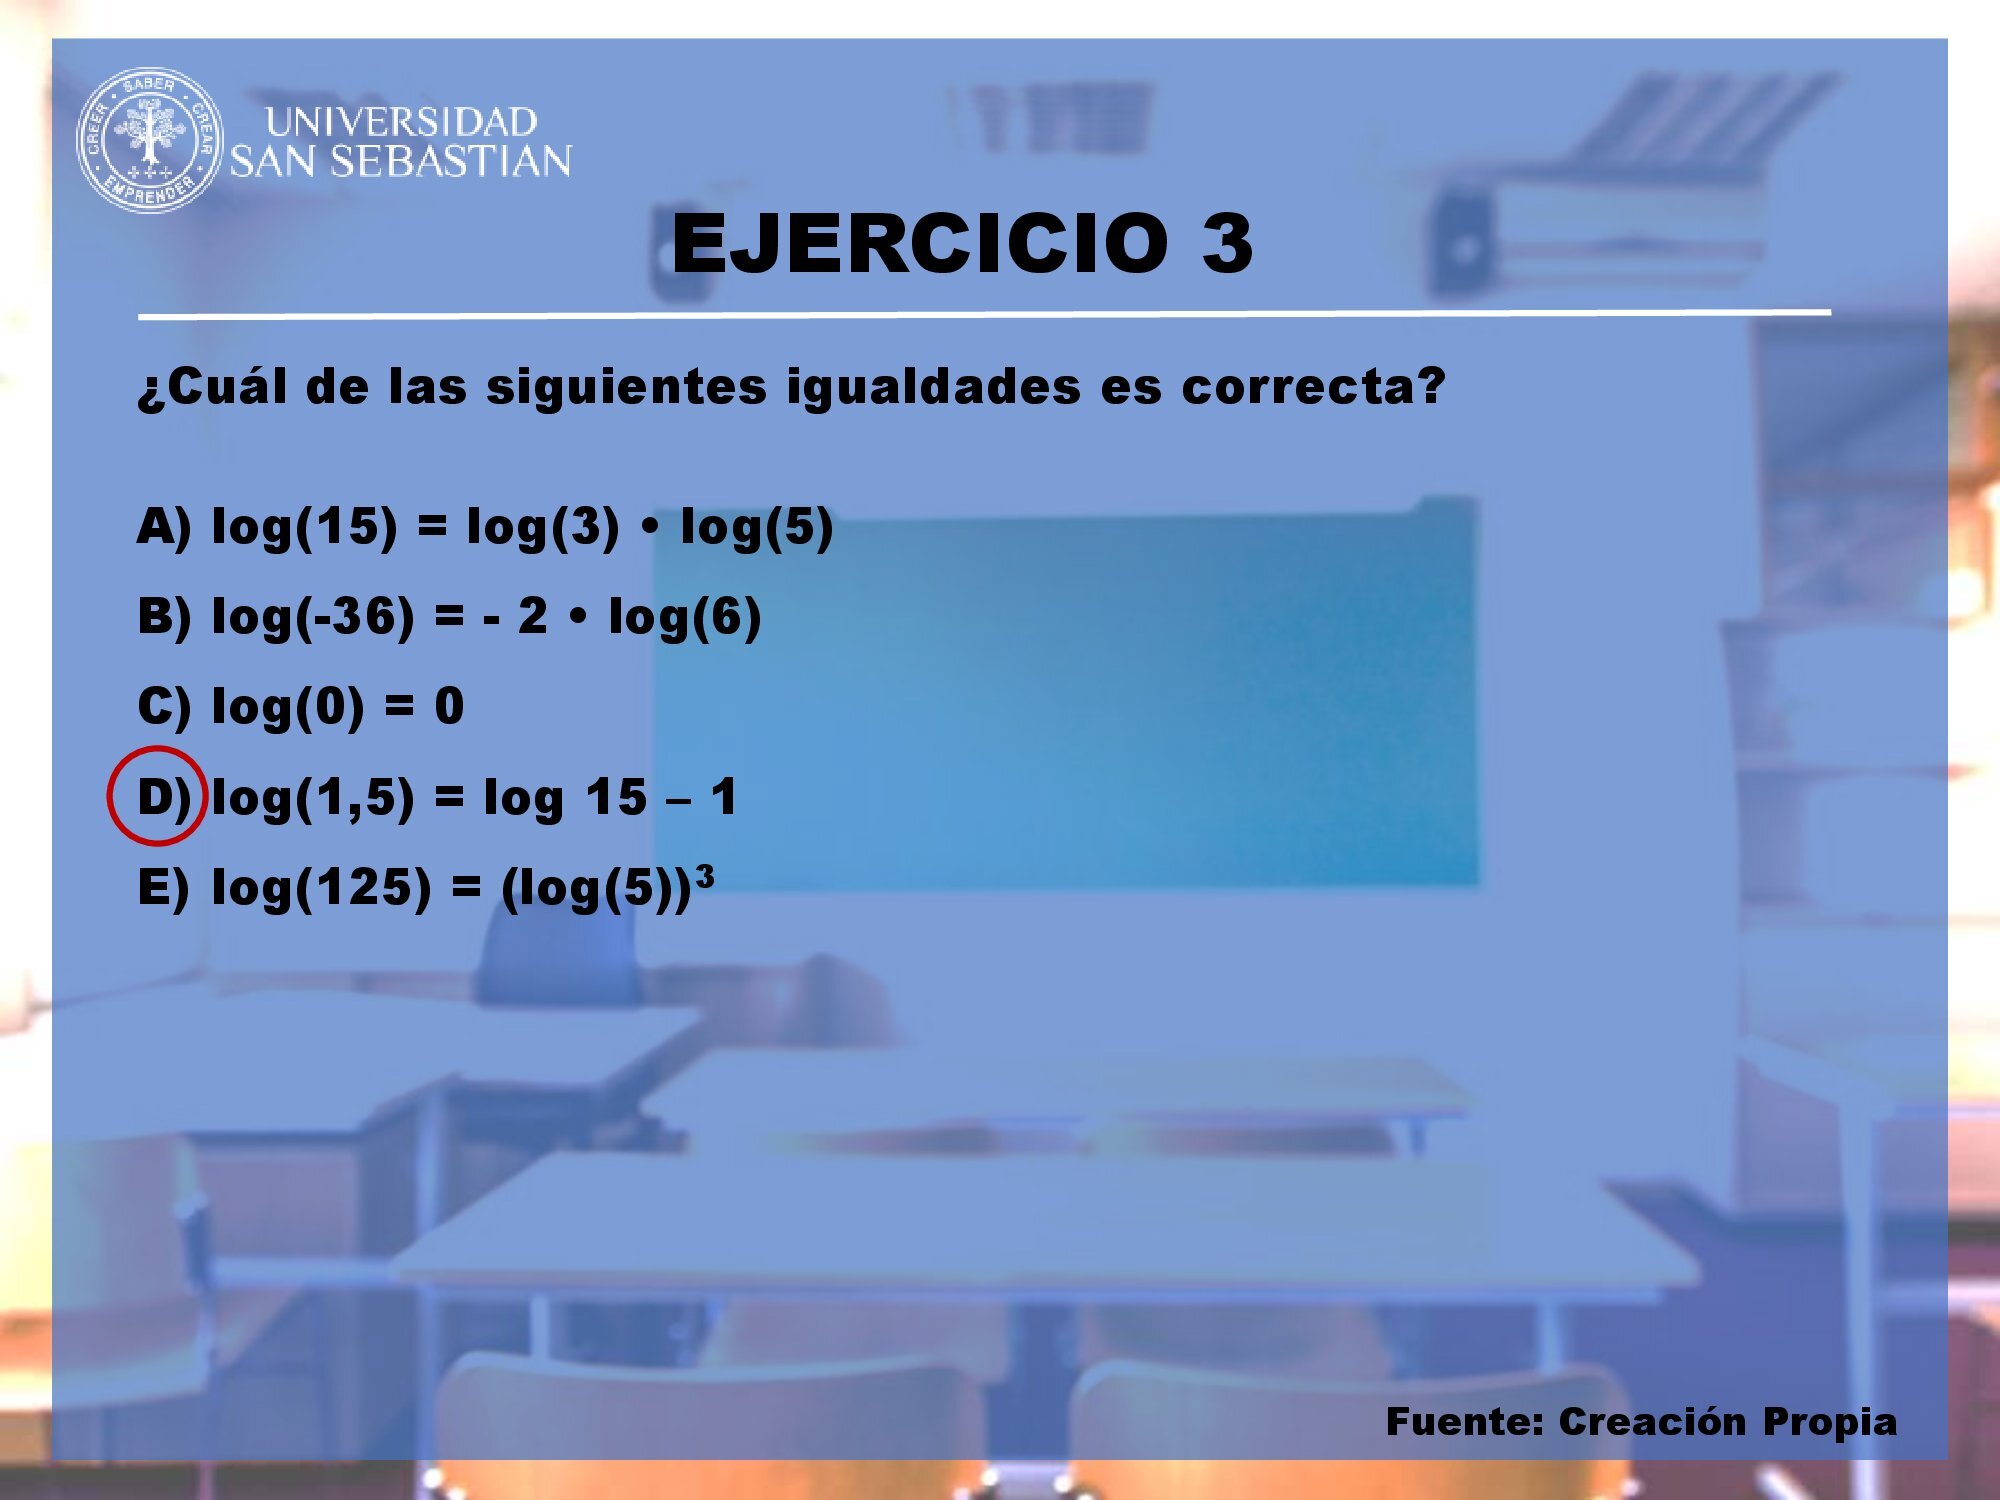 CREER • SABER • CREAR • EMPRENDER
UNIVERSIDAD
SAN SEBASTIAN
EJERCICIO 3
¿Cuál de las siguientes igualdades es correcta?
A) log(15) = log(3) • log(5)
B) log(-36) = - 2 • log(6)
C) log(0) = 0
D) log(1,5) = log 15 – 1
E) log(125) = (log(5))³
Fuente: Creación Propia